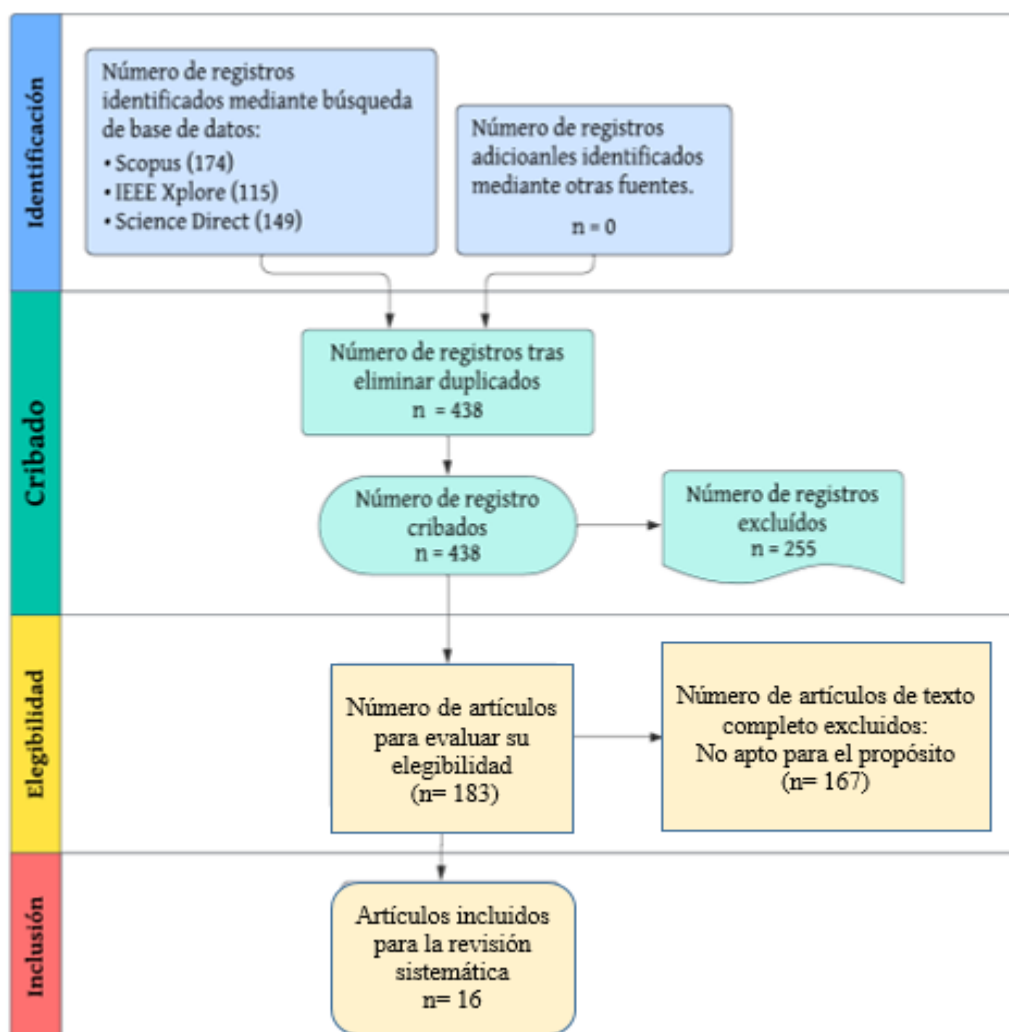 Identificación
Número de registros
identificados mediante búsqueda
de base de datos:
• Scopus (174)
• IEEE Xplore (115)
• Science Direct (149)
Número de registros
adicioanles identificados
mediante otras fuentes.
n = 0
Cribado
Número de registros tras
eliminar duplicados
n = 438
Número de registro
cribados
n = 438
Número de registros
excluídos
n = 255
Elegibilidad
Número de artículos
para evaluar su
elegibilidad
(n= 183)
Número de artículos de texto
completo excluidos:
No apto para el propósito
(n= 167)
Inclusión
Artículos incluidos
para la revisión
sistemática
n= 16